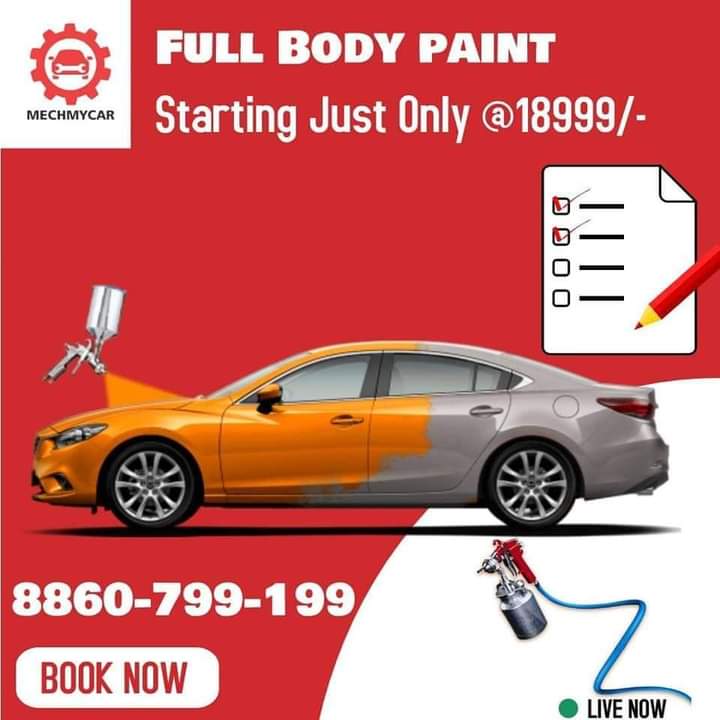 MECHMYCAR
FULL BODY PAINT
Starting Just Only @18999/-
8860-799-199
BOOK NOW
LIVE NOW